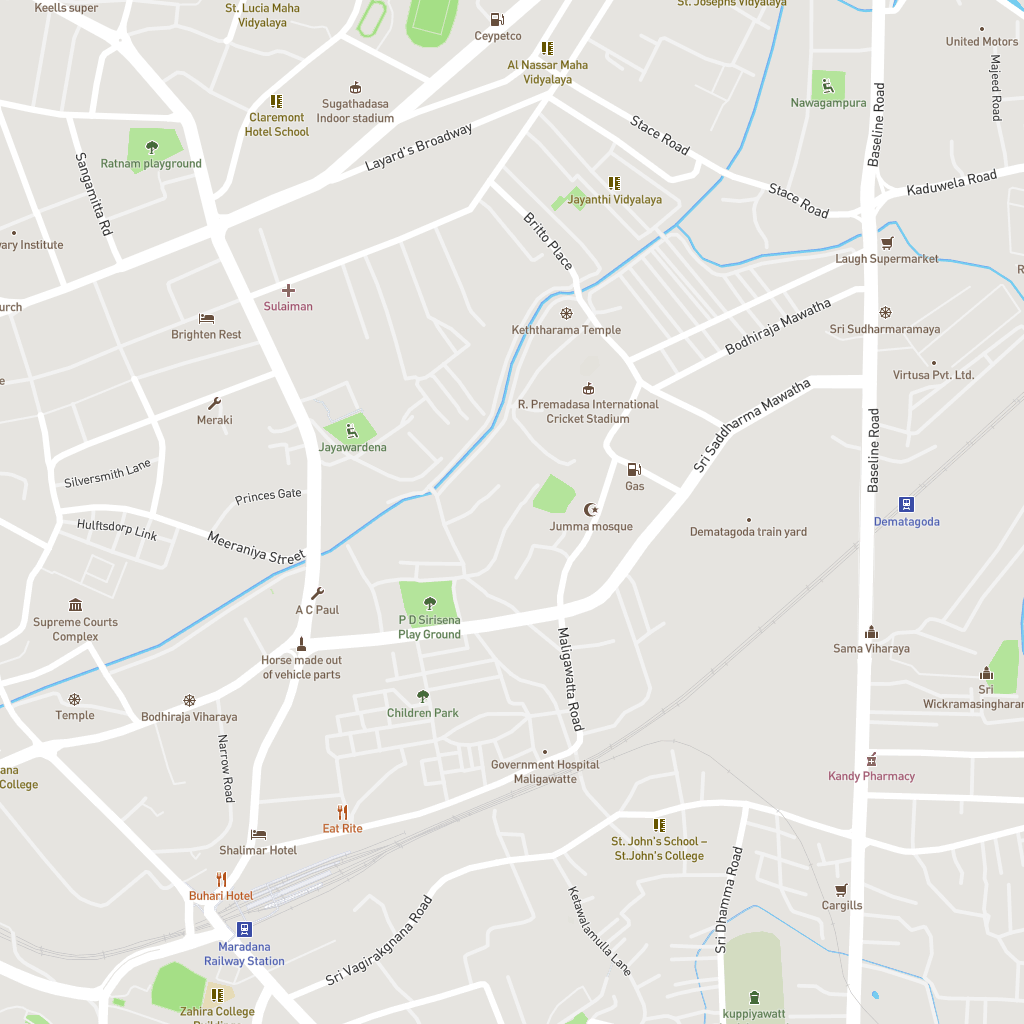 Keells super
St. Lucia Maha
Vidyalaya
Ceypetco
St. Josephs Vidyalaya
United Motors
Al Nassar Maha
Vidyalaya
Majeed Road
Nawagampura
Sugathadasa
Indoor stadium
Claremont
Hotel School
Baseline Road
Stace Road
Layard's Broadway
Ratnam playground
Sangamitta Rd
Kaduwela Road
Jayanthi Vidyalaya
Stace Road
vary Institute
Britto Place
Laugh Supermarket
Sulaiman
urch
Brighten Rest
Keththarama Temple
Bodhiraja Mawatha
Sri Sudharmaramaya
Virtusa Pvt. Ltd.
R. Premadasa International
Cricket Stadium
Sri Saddharma Mawatha
Meraki
Jayawardena
Baseline Road
Silversmith Lane
Princes Gate
Gas
Hulftsdorp Link
Meeraniya Street
Jumma mosque
Dematagoda train yard
Dematagoda
A C Paul
Supreme Courts
Complex
P D Sirisena
Play Ground
Horse made out
of vehicle parts
Maligawatta Road
Sama Viharaya
Sri
Wickramasingharam
Temple
Bodhiraja Viharaya
Children Park
Narrow Road
Government Hospital
Maligawatte
ana
College
Kandy Pharmacy
Eat Rite
Shalimar Hotel
St. John's School –
St.John's College
Sri Dhamma Road
Buhari Hotel
Cargills
Ketawalamulla Lane
Sri Vagirakgnana Road
Maradana
Railway Station
Zahira College
Buildings
kuppiyawatt